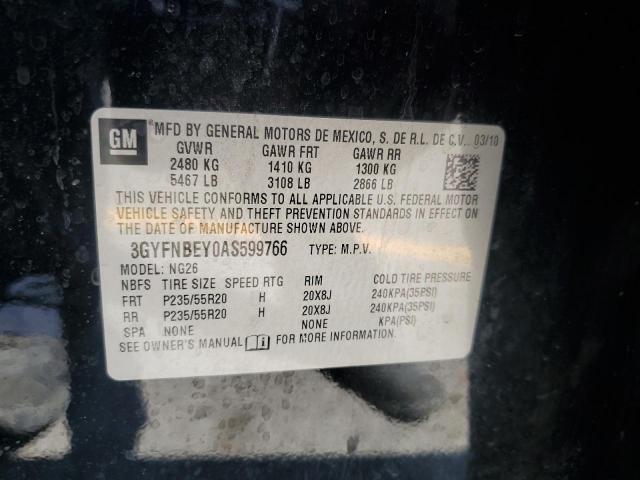 GM
MFD BY GENERAL MOTORS DE MEXICO, S. DE R.L. DE C.V. 03/10
GVWR GAWR FRT GAWR RR
2480 KG 1410 KG 1300 KG
5467 LB 3108 LB 2866 LB
THIS VEHICLE CONFORMS TO ALL APPLICABLE U.S. FEDERAL MOTOR
VEHICLE SAFETY AND THEFT PREVENTION STANDARDS IN EFFECT ON
THE DATE OF MANUFACTURE SHOWN ABOVE.
3GYFNBEY0AS599766 TYPE: M.P.V.
MODEL: NG26
NBFS TIRE SIZE SPEED RTG RIM COLD TIRE PRESSURE
FRT P235/55R20 H 20X8J 240KPA(35PSI)
RR P235/55R20 H 20X8J 240KPA(35PSI)
SPA NONE NONE KPA(PSI)
SEE OWNER'S MANUAL FOR MORE INFORMATION.